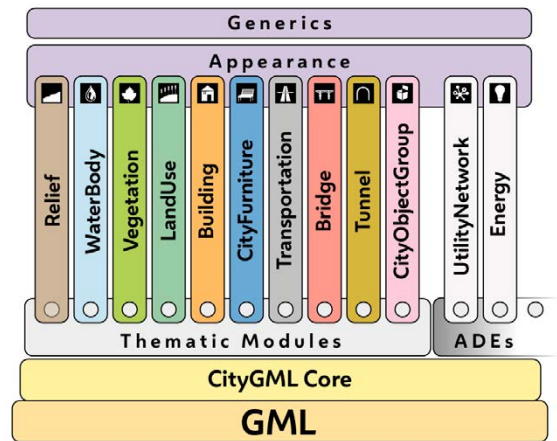 Generics
Appearance
Relief
WaterBody
Vegetation
LandUse
Building
CityFurniture
Transportation
Bridge
Tunnel
CityObjectGroup
UtilityNetwork
Energy
Thematic Modules
ADEs
CityGML Core
GML